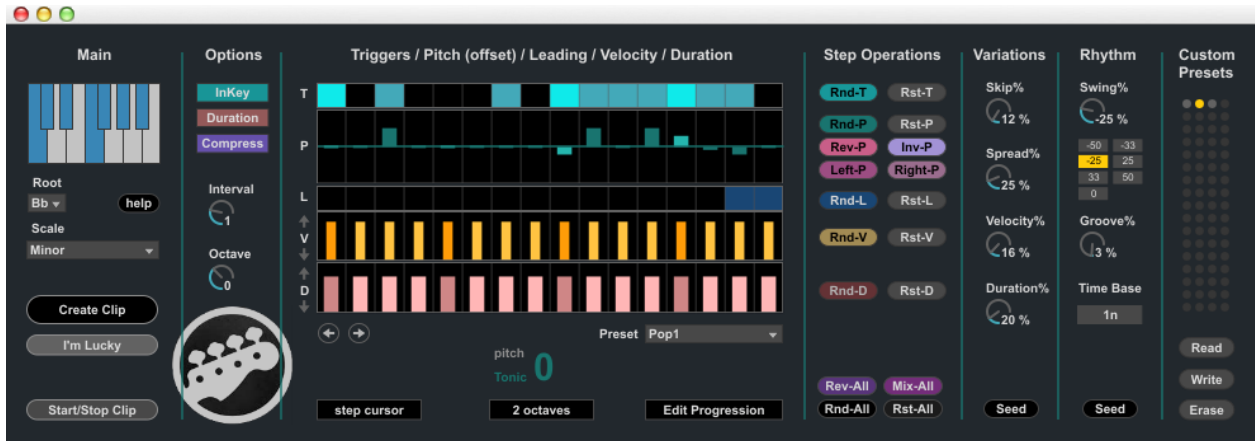 Main
Root
Bb
help
Scale
Minor
Create Clip
I'm Lucky
Start/Stop Clip
Options
InKey
Duration
Compress
Interval
1
Octave
0
Triggers / Pitch (offset) / Leading / Velocity / Duration
T
P
L
V
D
Preset Pop1
pitch
Tonic 0
step cursor
2 octaves
Edit Progression
Step Operations
Rnd-T Rst-T
Rnd-P Rst-P
Rev-P Inv-P
Left-P Right-P
Rnd-L Rst-L
Rnd-V Rst-V
Rnd-D Rst-D
Rev-All Mix-All
Rnd-All Rst-All
Variations
Skip%
12 %
Spread%
25 %
Velocity%
16 %
Duration%
20 %
Seed
Rhythm
Swing%
-25 %
-50 -33
-25 25
33 50
0
Groove%
3 %
Time Base
1n
Seed
Custom
Presets
Read
Write
Erase